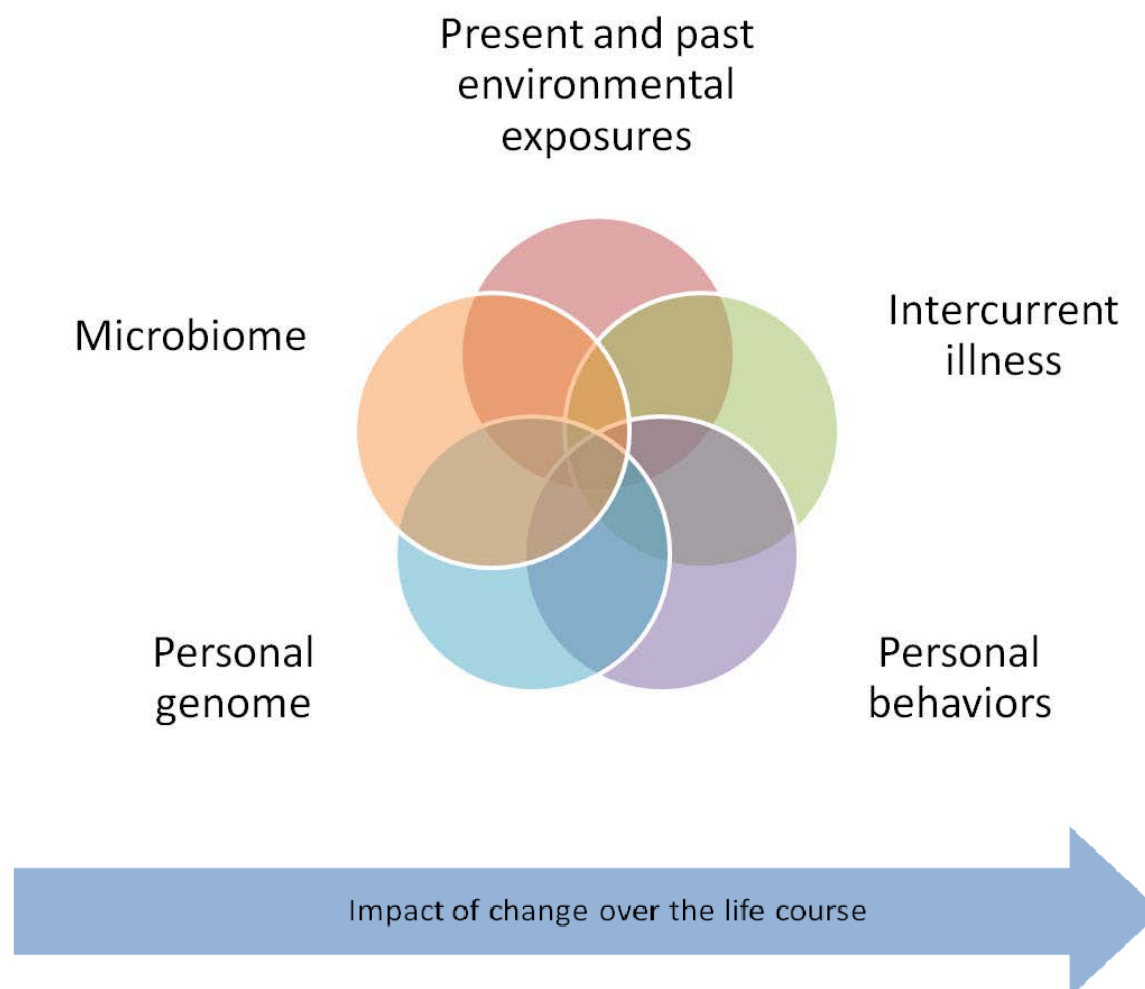 Present and past
environmental
exposures
Microbiome
Intercurrent
illness
Personal
genome
Personal
behaviors
Impact of change over the life course